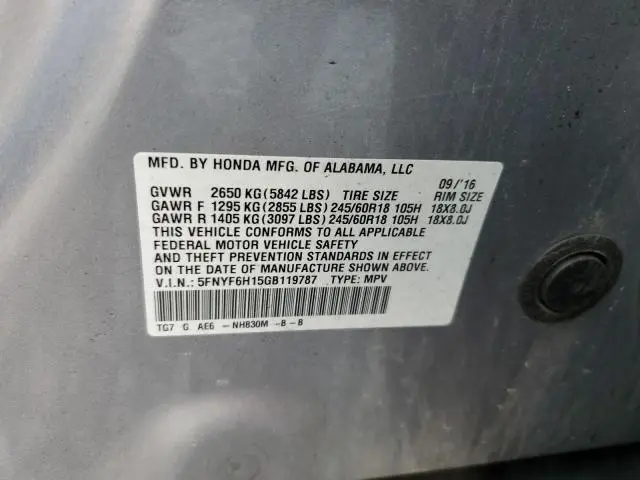 MFD. BY HONDA MFG. OF ALABAMA, LLC
09/'16
GVWR 2650 KG(5842 LBS) TIRE SIZE RIM SIZE
GAWR F 1295 KG(2855 LBS)245/60R18 105H 18X8.0J
GAWR R 1405 KG(3097 LBS)245/60R18 105H 18X8.0J
THIS VEHICLE CONFORMS TO ALL APPLICABLE
FEDERAL MOTOR VEHICLE SAFETY
AND THEFT PREVENTION STANDARDS IN EFFECT
ON THE DATE OF MANUFACTURE SHOWN ABOVE.
V.I.N.: 5FNYF6H15GB119787 TYPE: MPV
TG7 G AE6 -NH830M -B-B